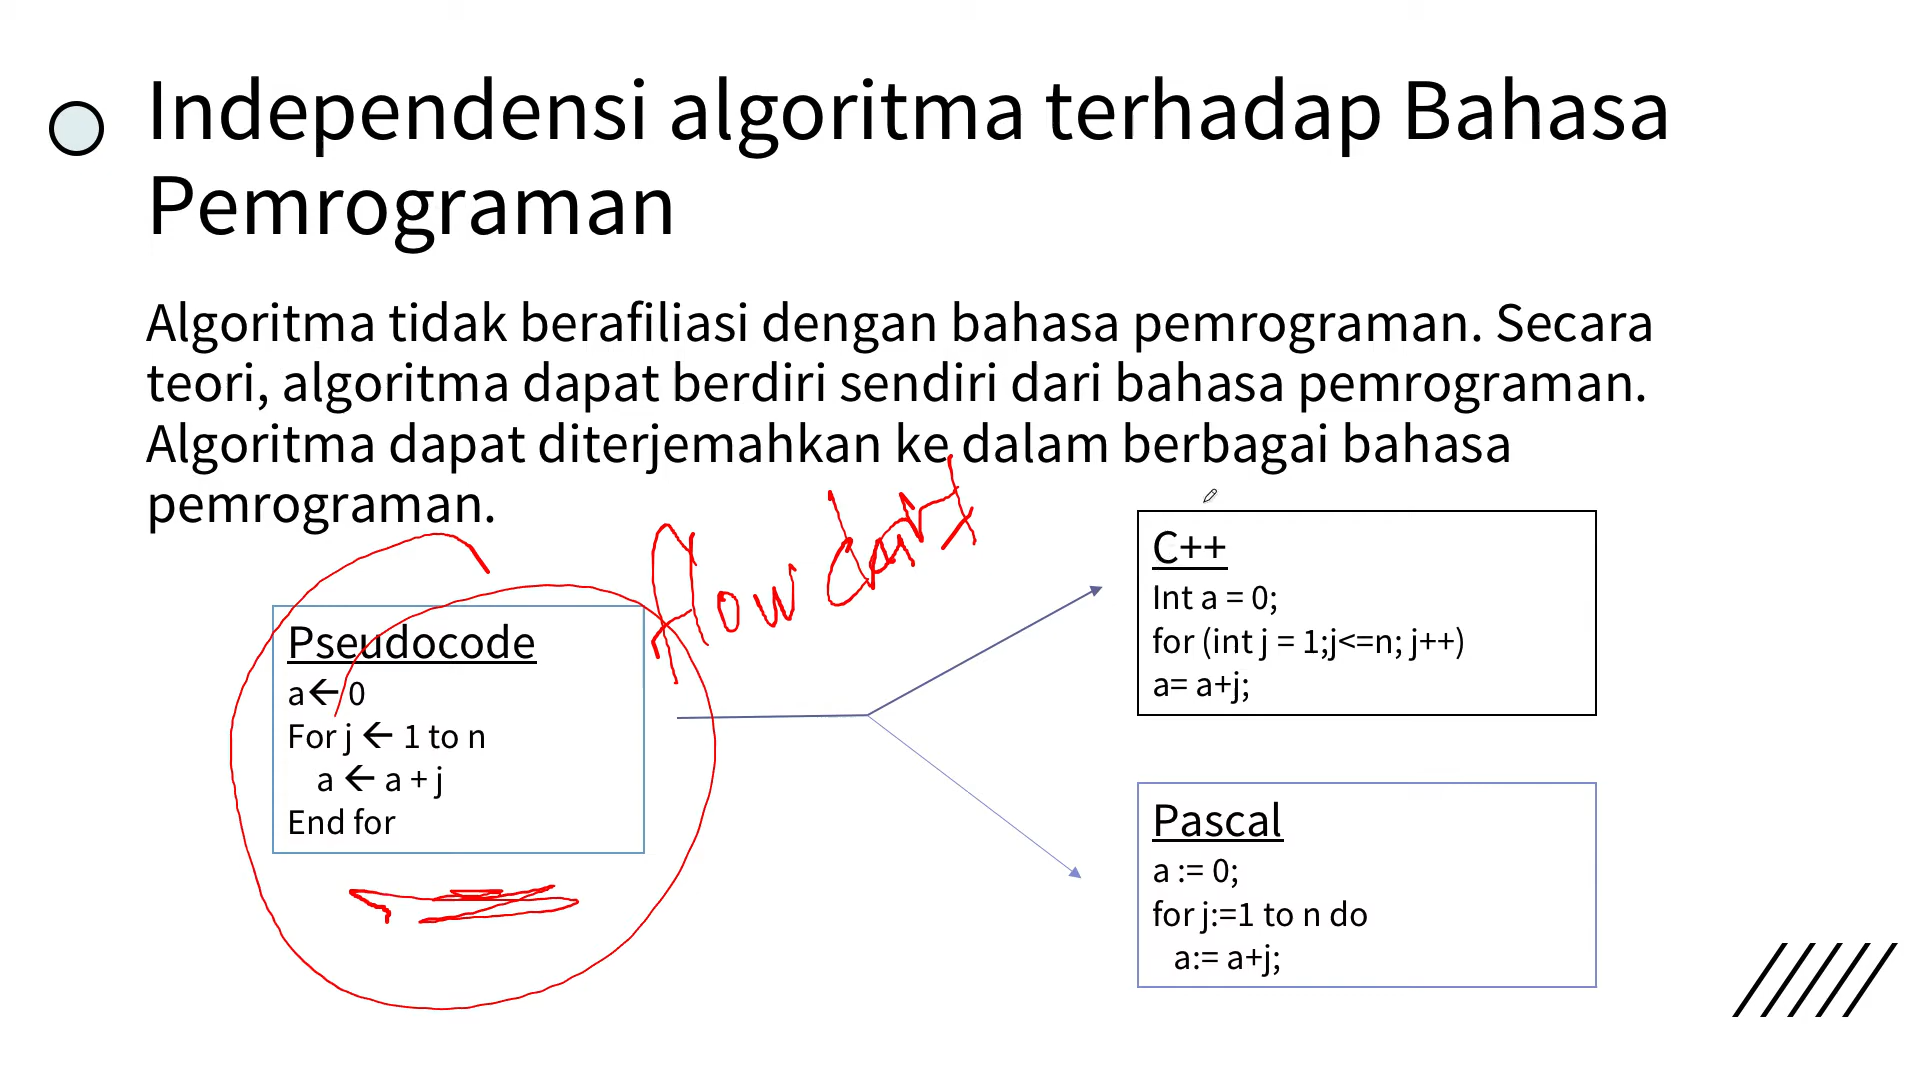 Independensi algoritma terhadap Bahasa
Pemrograman
Algoritma tidak berafiliasi dengan bahasa pemrograman. Secara
teori, algoritma dapat berdiri sendiri dari bahasa pemrograman.
Algoritma dapat diterjemahkan ke dalam berbagai bahasa
pemrograman.
flow
Pseudocode
a← 0
For j ← 1 to n
a ← a + j
End for
C++
Int a = 0;
for (int j = 1;j<=n; j++)
a= a+j;
Pascal
a := 0;
for j:=1 to n do
a:= a+j;